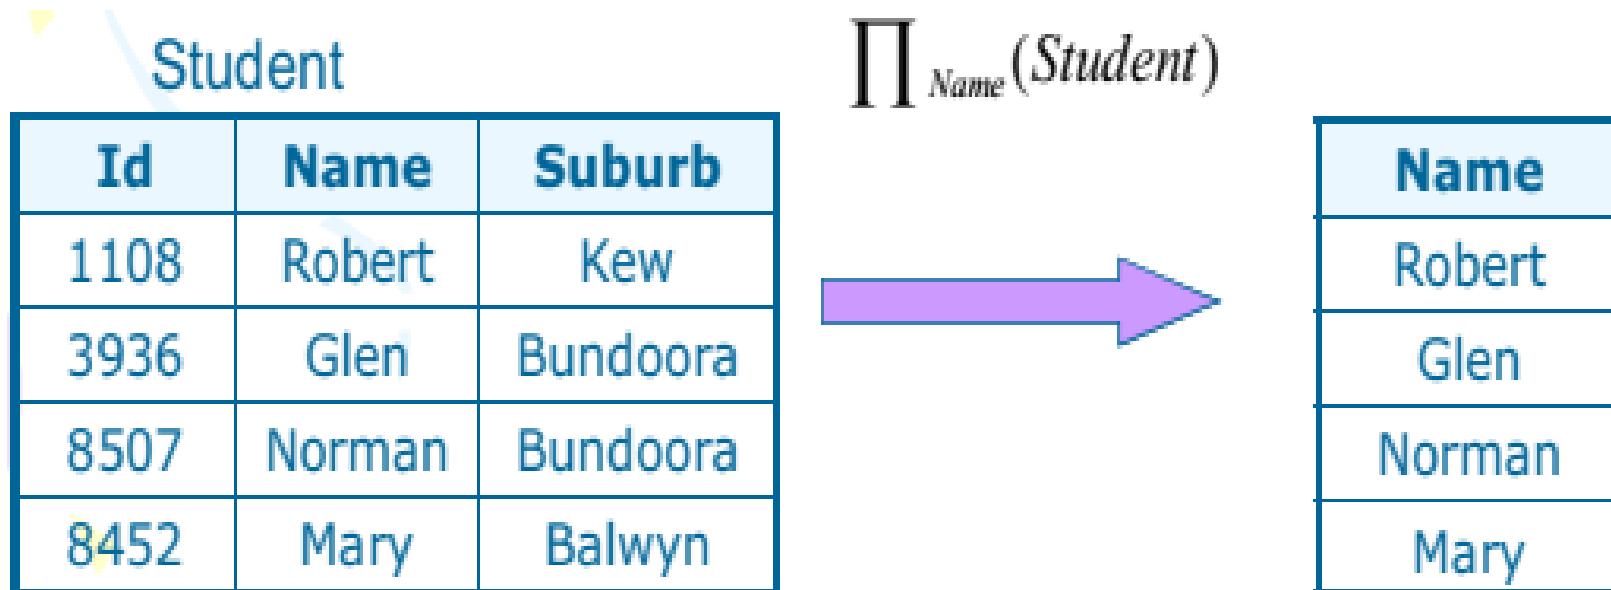 Student
Id Name Suburb
1108 Robert Kew
3936 Glen Bundoora
8507 Norman Bundoora
8452 Mary Balwyn
∏ Name (Student)
Name
Robert
Glen
Norman
Mary